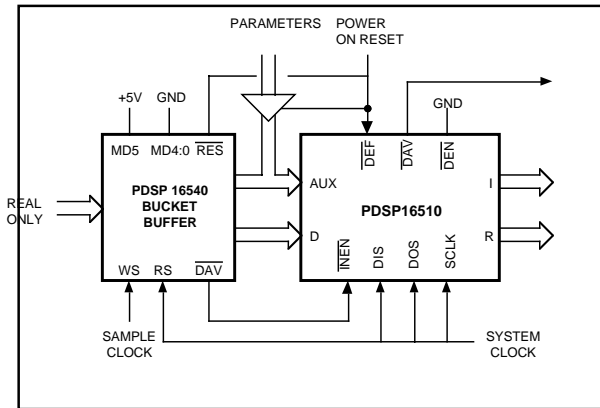 PARAMETERS
POWER
ON RESET
+5V
GND
GND
MD5
MD4:0
RES
DEF
DAV
DEN
REAL
ONLY
PDSP 16540
BUCKET
BUFFER
AUX
PDSP16510
I
D
R
WS
RS
DAV
INEN
DIS
DOS
SCLK
SAMPLE
CLOCK
SYSTEM
CLOCK